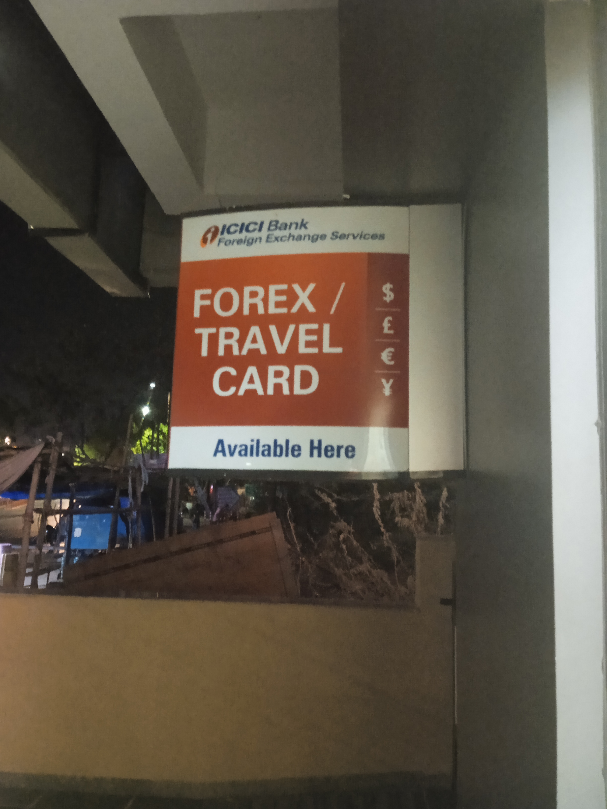 ICICI Bank
Foreign Exchange Services
FOREX /
TRAVEL
CARD
$
£
€
¥
Available Here